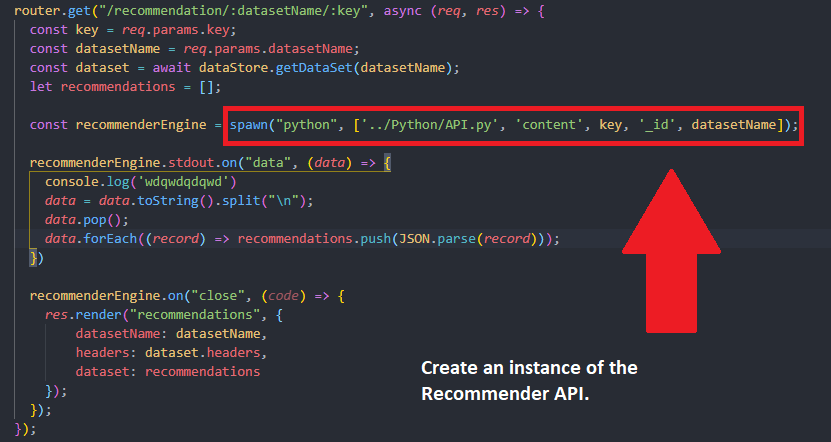 router.get("/recommendation/:datasetName/:key", async (req, res) => {
const key = req.params.key;
const datasetName = req.params.datasetName;
const dataset = await dataStore.getDataSet(datasetName);
let recommendations = [];
const recommenderEngine = spawn("python", ['../Python/API.py', 'content', key, '_id', datasetName]);
recommenderEngine.stdout.on("data", (data) => {
console.log('wdqwdqdqwd')
data = data.toString().split("\n");
data.pop();
data.forEach((record) => recommendations.push(JSON.parse(record)));
})
recommenderEngine.on("close", (code) => {
res.render("recommendations", {
datasetName: datasetName,
headers: dataset.headers,
dataset: recommendations
});
});
});
Create an instance of the
Recommender API.